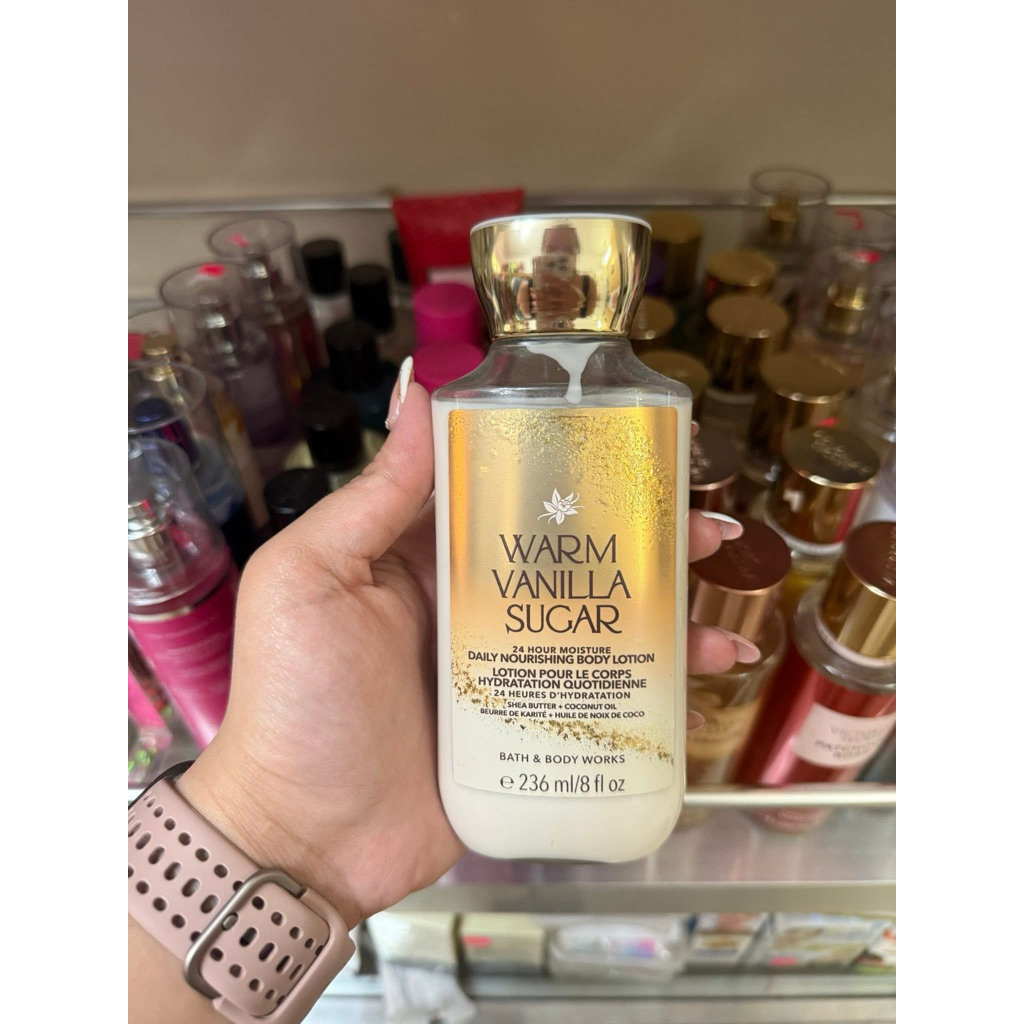 WARM
VANILLA
SUGAR
24 HOUR MOISTURE
DAILY NOURISHING BODY LOTION
LOTION POUR LE CORPS
HYDRATATION QUOTIDIENNE
24 HEURES D'HYDRATATION
SHEA BUTTER + COCONUT OIL
BEURRE DE KARITÉ + HUILE DE NOIX DE COCO
BATH & BODY WORKS
℮ 236 ml/8 fl oz